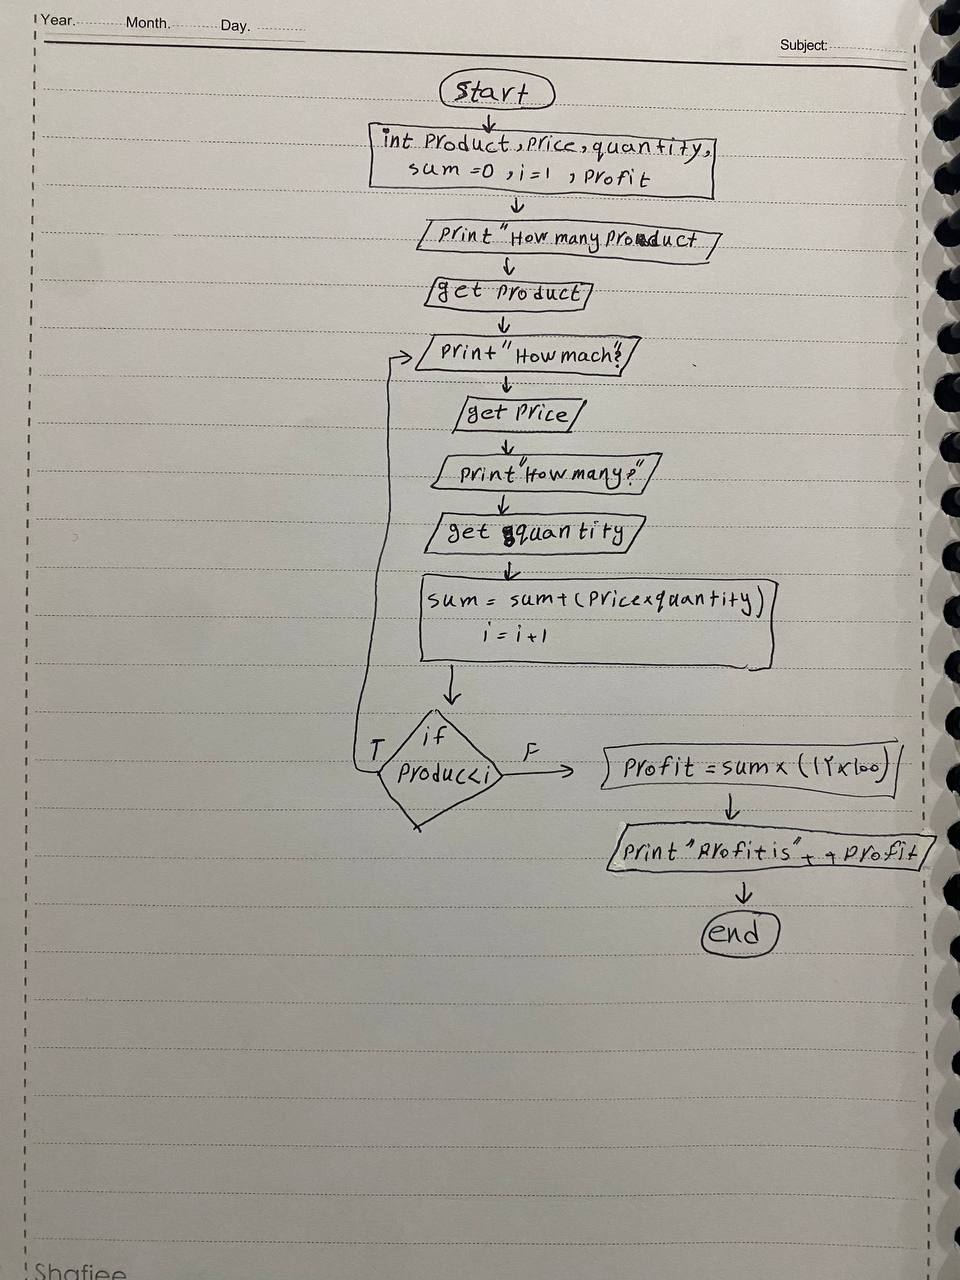 Year. Month. Day.
Subject:
start
int product, price, quantity,
sum =0 , i=1 , profit
print "How many product
get product
print "How mach?"
get price
print "How many?"
get quantity
sum = sum+(price×quantity)
i = i+1
if
produc<i
T
F
profit = sum × (1۲×100)
print "profit is" + + profit
end
Shafiee